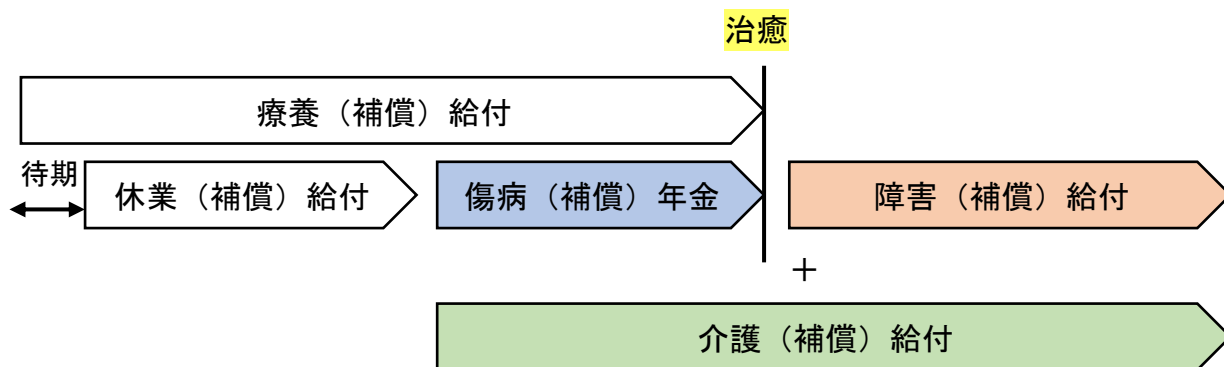 治癒
療養（補償）給付
待期
休業（補償）給付
傷病（補償）年金
障害（補償）給付
＋
介護（補償）給付